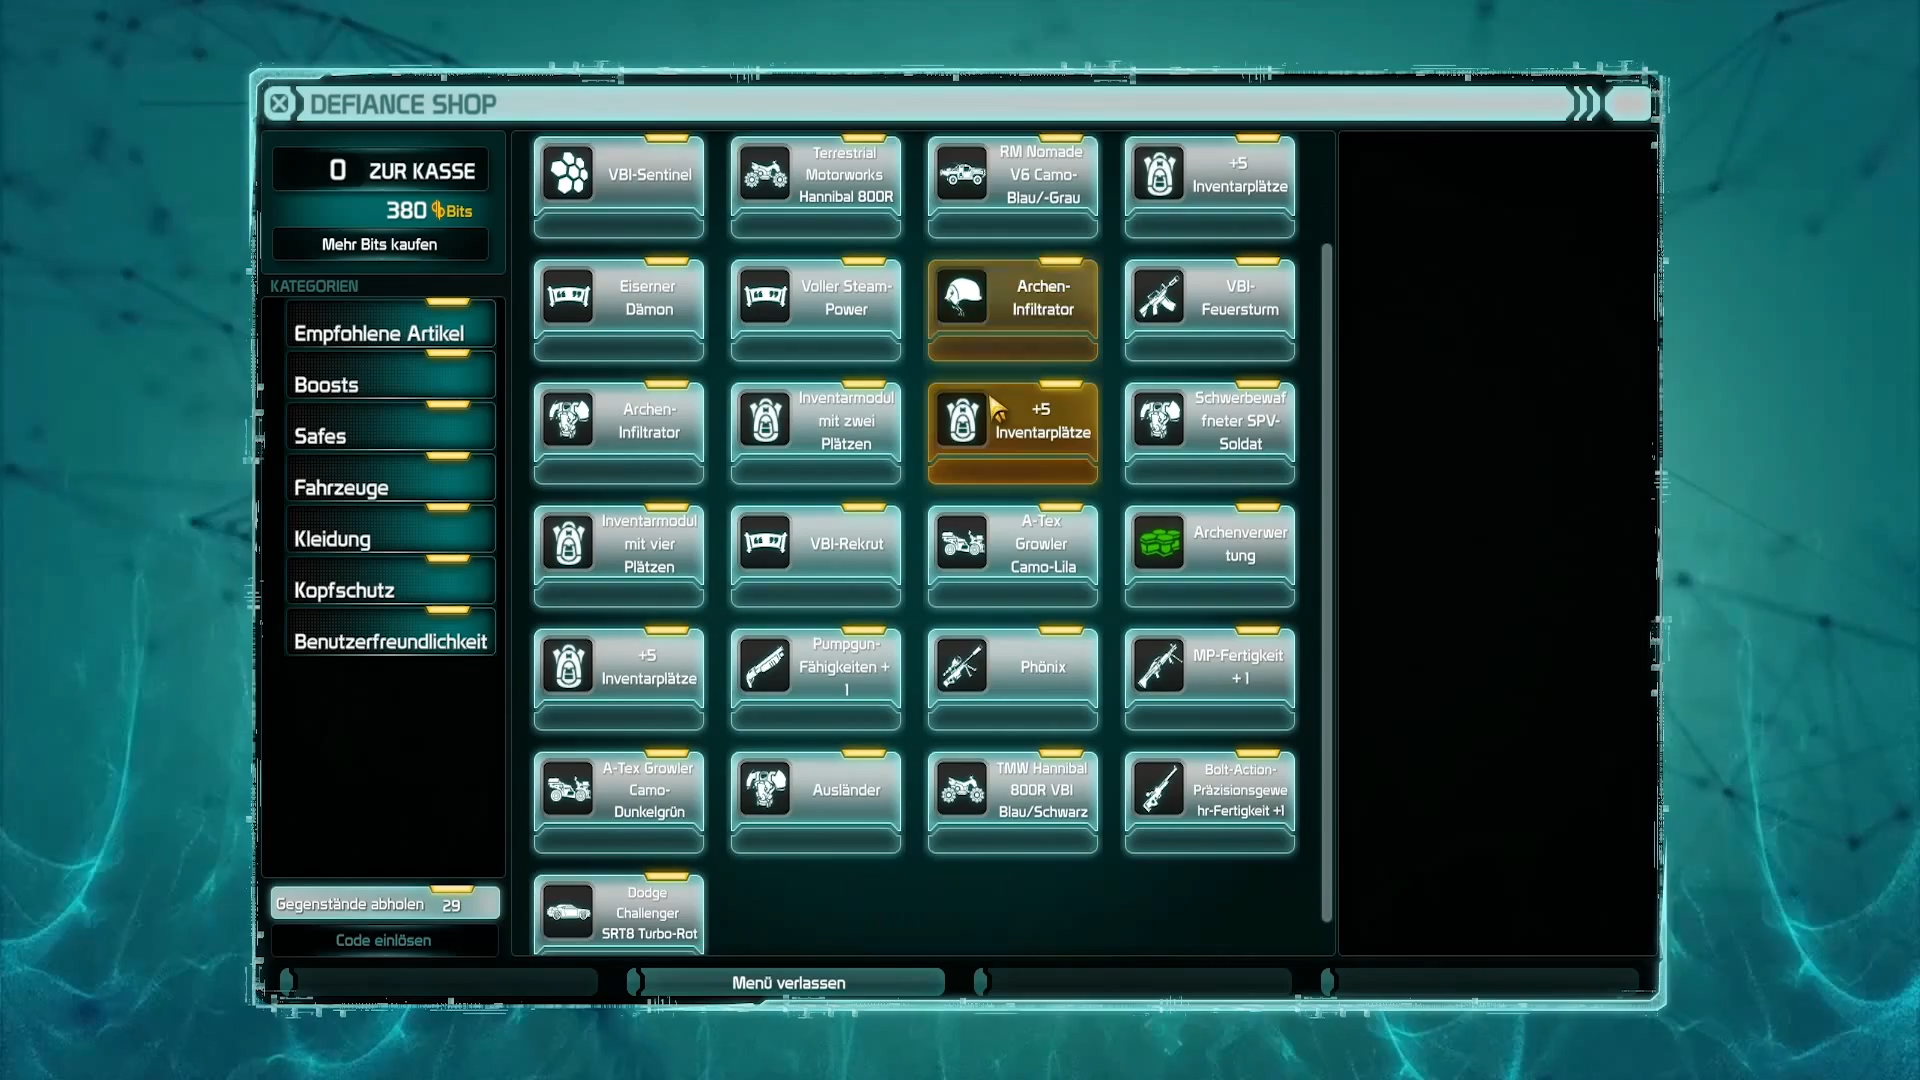 DEFIANCE SHOP
0 ZUR KASSE
380 Bits
Mehr Bits kaufen
KATEGORIEN
Empfohlene Artikel
Boosts
Safes
Fahrzeuge
Kleidung
Kopfschutz
Benutzerfreundlichkeit
Gegenstände abholen 29
Code einlösen
VBI-Sentinel
Terrestrial
Motorworks
Hannibal 800R
RM Nomade
V6 Camo-
Blau/-Grau
+5
Inventarplätze
Eiserner
Dämon
Voller Steam-
Power
Archen-
Infiltrator
VBI-
Feuersturm
Archen-
Infiltrator
Inventarmodul
mit zwei
Plätzen
+5
Inventarplätze
Schwerbewaf
fneter SPV-
Soldat
Inventarmodul
mit vier
Plätzen
VBI-Rekrut
A-Tex
Growler
Camo-Lila
Archenverwer
tung
+5
Inventarplätze
Pumpgun-
Fähigkeiten +
1
Phönix
MP-Fertigkeit
+1
A-Tex Growler
Camo-
Dunkelgrün
Ausländer
TMW Hannibal
800R VBI
Blau/Schwarz
Bolt-Action-
Präzisionsgewe
hr-Fertigkeit +1
Dodge
Challenger
SRT8 Turbo-Rot
Menü verlassen